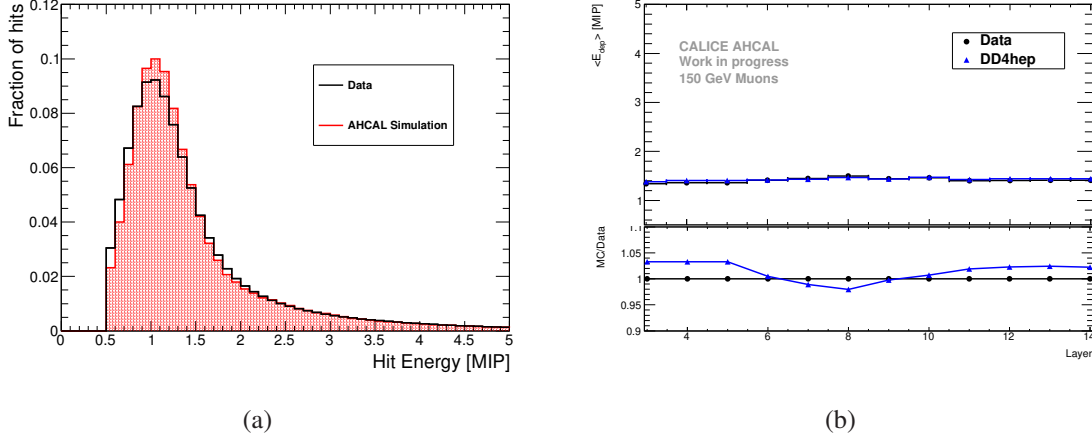 Fraction of hits
0.12
0.1
0.08
0.06
0.04
0.02
0
Data
AHCAL Simulation
0 0.5 1 1.5 2 2.5 3 3.5 4 4.5 5
Hit Energy [MIP]
(a)
<E_dep> [MIP]
5
4
3
2
1
CALICE AHCAL
Work in progress
150 GeV Muons
Data
DD4hep
MC/Data
1.1
1.05
1
0.95
0.9
4 6 8 10 12 14
Layer
(b)